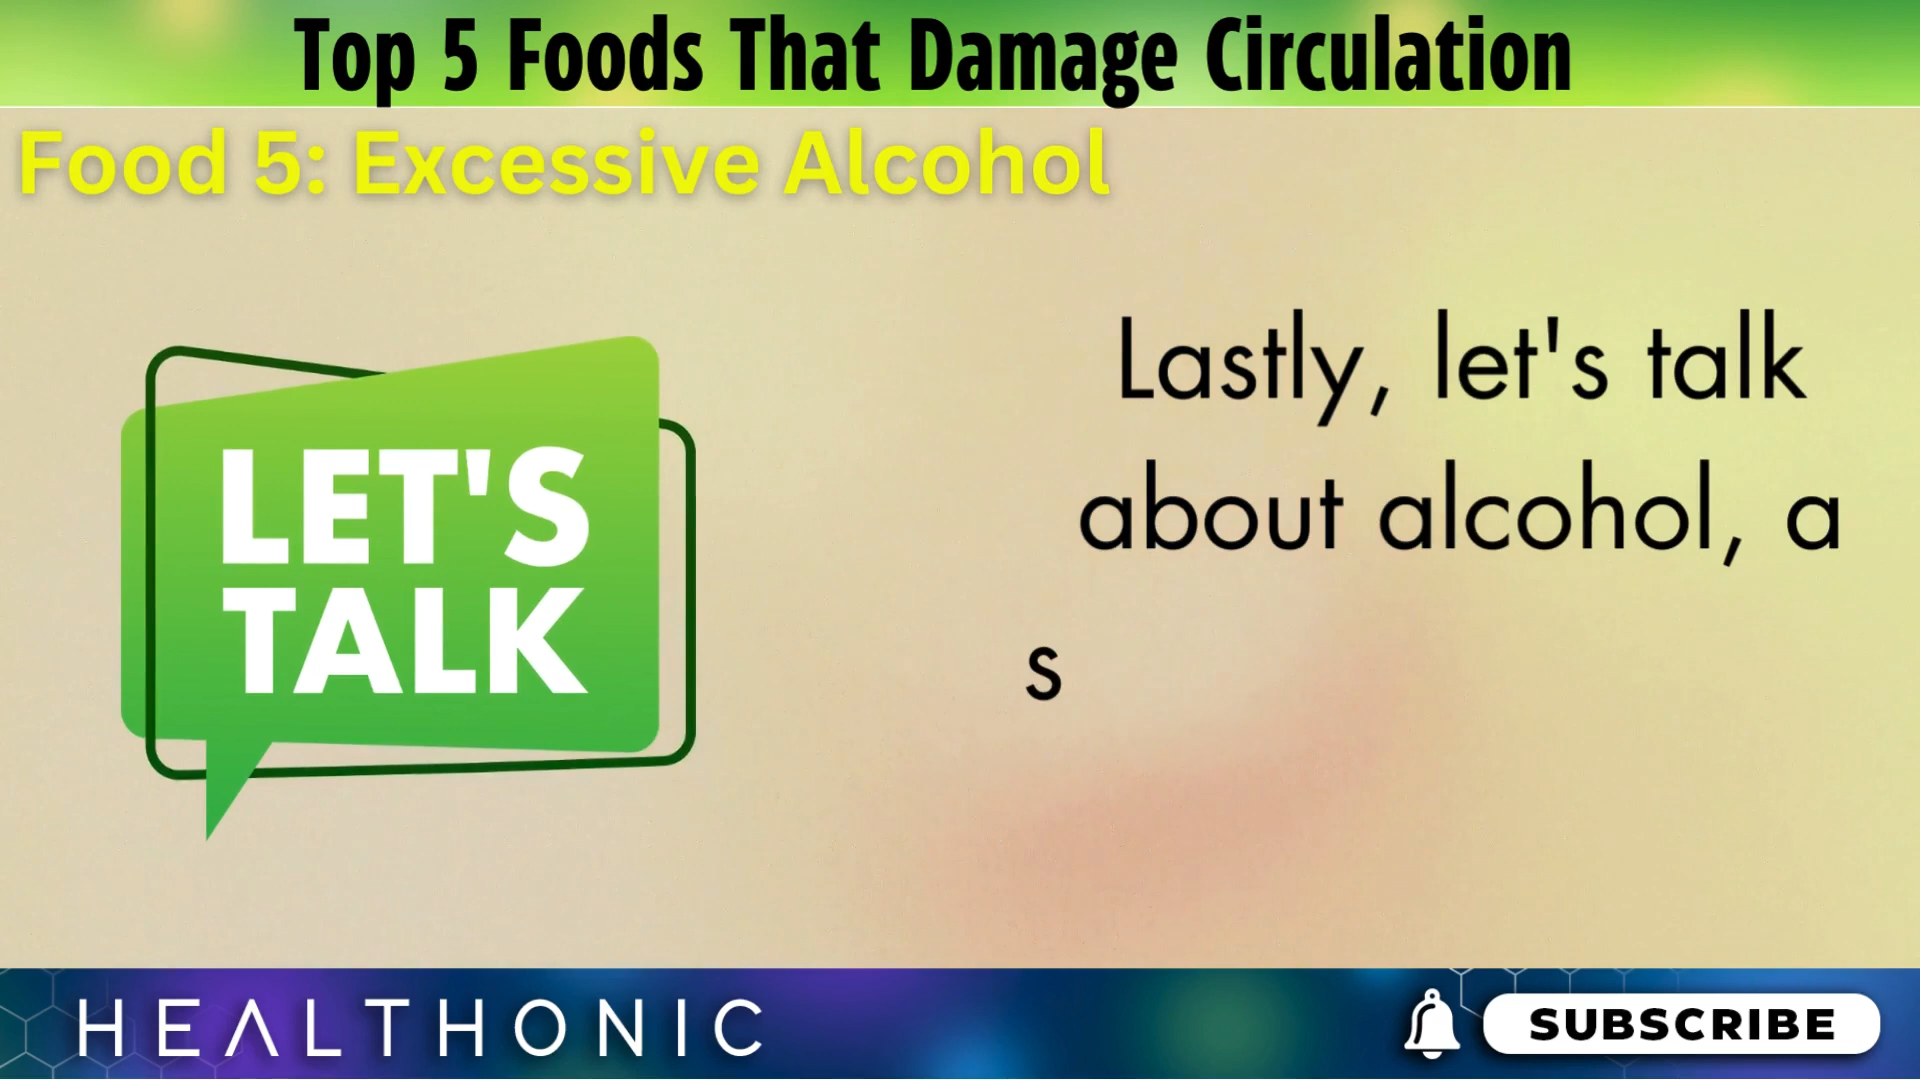 Top 5 Foods That Damage Circulation
Food 5: Excessive Alcohol
LET'S
TALK
Lastly, let's talk
about alcohol, a
s
HEALTHONIC
SUBSCRIBE